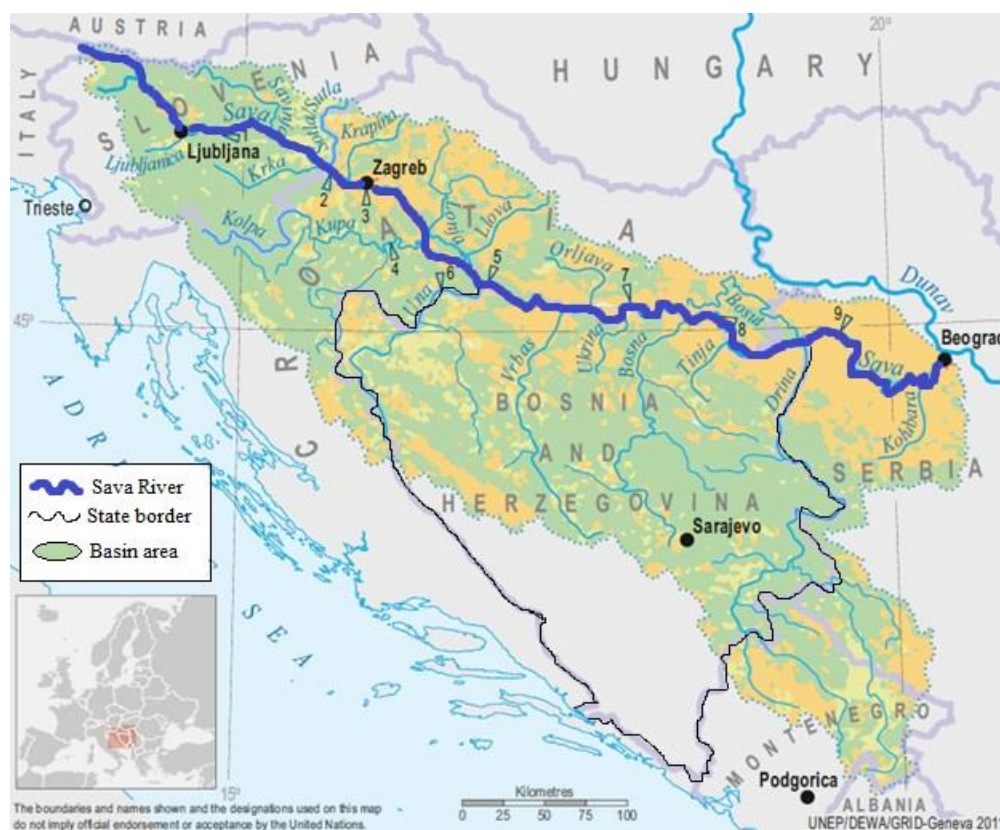 AUSTRIA
20°
HUNGARY
ITALY
SLOVENIA
Sava
Sutla
Krapina
Ljubljanica
Ljubljana
Krka
Zagreb
1
2
3
Trieste
Kolpa
Kupa
Lonja
Lilova
CROATIA
Orljava
4
6
5
7
Una
Dunav
45°
Vrbas
Ukrina
Bosna
Tinja
Bosut
8
9
Drina
Sava
Beograd
Kolubara
BOSNIA
AND
HERZEGOVINA
SERBIA
Sarajevo
Sava River
State border
Basin area
SEA
MONTENEGRO
Podgorica
ALBANIA
15°
Kilometres
0 25 50 75 100
The boundaries and names shown and the designations used on this map
do not imply official endorsement or acceptance by the United Nations.
UNEP/DEWA/GRID-Geneva 201